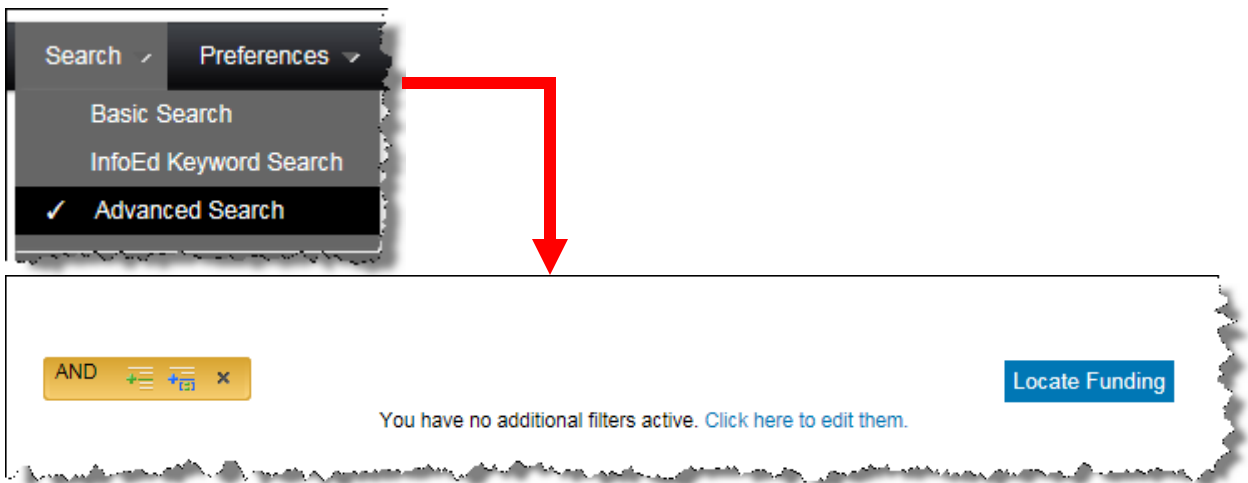 Search Preferences
Basic Search
InfoEd Keyword Search
✓ Advanced Search
AND
Locate Funding
You have no additional filters active. Click here to edit them.